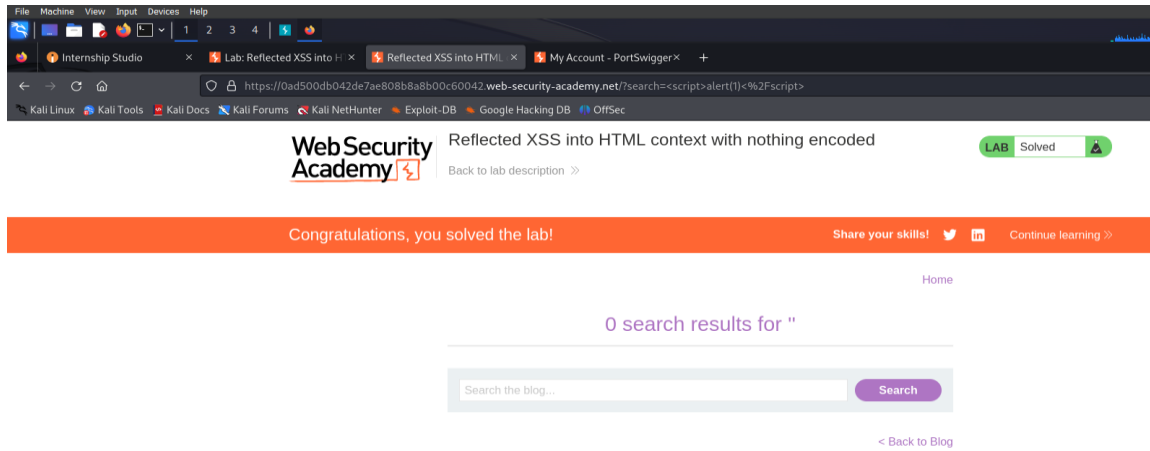 File Machine View Input Devices Help
1 2 3 4
Internship Studio × Lab: Reflected XSS into H × Reflected XSS into HTML × My Account - PortSwigger × +
https://0ad500db042de7ae808b8a8b00c60042.web-security-academy.net/?search=<script>alert(1)<%2Fscript>
Kali Linux Kali Tools Kali Docs Kali Forums Kali NetHunter Exploit-DB Google Hacking DB OffSec
Web Security Academy
Reflected XSS into HTML context with nothing encoded
LAB Solved
Back to lab description
Congratulations, you solved the lab!
Share your skills!
Continue learning
Home
0 search results for ''
Search the blog...
Search
< Back to Blog